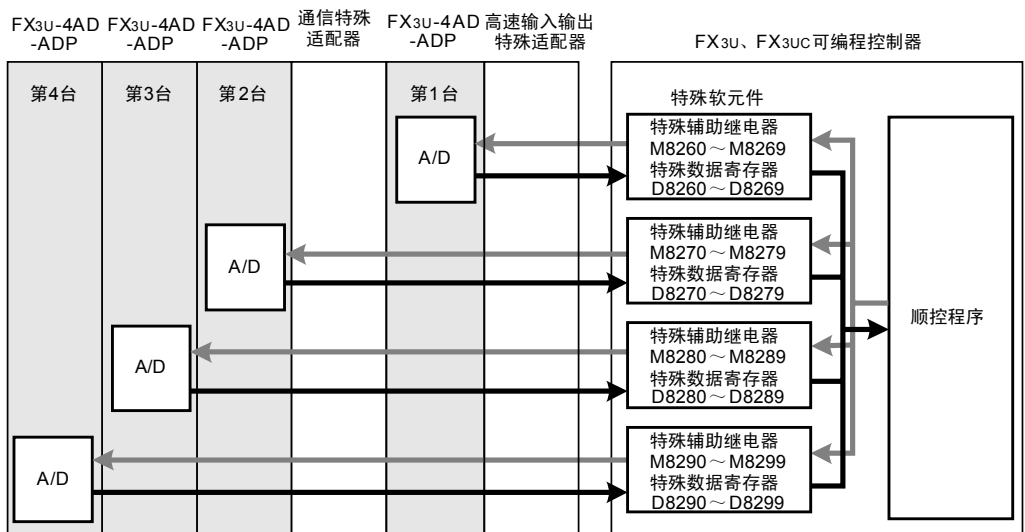 FX3U-4AD
-ADP
FX3U-4AD
-ADP
FX3U-4AD
-ADP
通信特殊
适配器
FX3U-4AD
-ADP
高速输入输出
特殊适配器
FX3U、FX3UC可编程控制器
第4台
第3台
第2台
第1台
特殊软元件
A/D
特殊辅助继电器
M8260～M8269
特殊数据寄存器
D8260～D8269
A/D
特殊辅助继电器
M8270～M8279
特殊数据寄存器
D8270～D8279
顺控程序
A/D
特殊辅助继电器
M8280～M8289
特殊数据寄存器
D8280～D8289
A/D
特殊辅助继电器
M8290～M8299
特殊数据寄存器
D8290～D8299